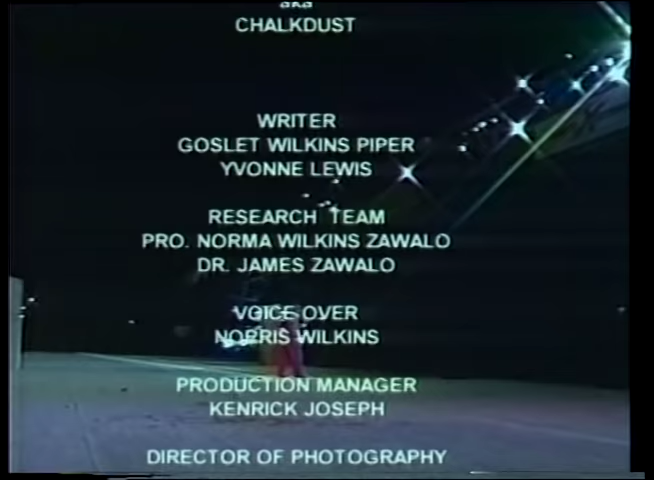 aka
CHALKDUST
WRITER
GOSLET WILKINS PIPER
YVONNE LEWIS
RESEARCH TEAM
PRO. NORMA WILKINS ZAWALO
DR. JAMES ZAWALO
VOICE OVER
NORRIS WILKINS
PRODUCTION MANAGER
KENRICK JOSEPH
DIRECTOR OF PHOTOGRAPHY